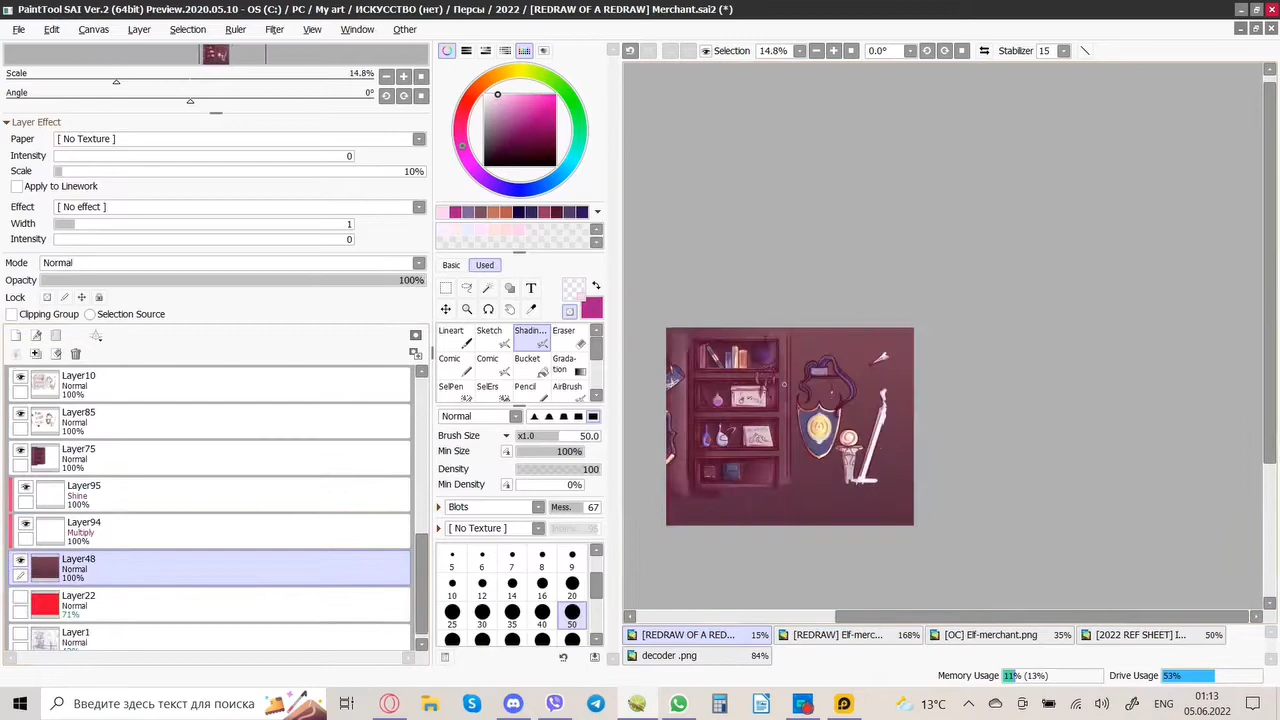 PaintTool SAI Ver.2 (64bit) Preview.2020.05.10 - OS (C:) / PC / My art / ИСКУССТВО (нет) / Персы / 2022 / [REDRAW OF A REDRAW] Merchant.sai2 (*)
File Edit Canvas Layer Selection Ruler Filter View Window Other
Selection 14.8% 0.0° Stabilizer 15
Scale 14.8%
Angle 0°
Layer Effect
Paper [ No Texture ]
Intensity 0
Scale 10%
Apply to Linework
Effect [ No effect ]
Width 1
Intensity 0
Mode Normal
Opacity 100%
Lock
Clipping Group Selection Source
Layer10
Normal
100%
Layer85
Normal
100%
Layer75
Normal
100%
Layer95
Shine
100%
Layer94
Multiply
100%
Layer48
Normal
100%
Layer22
Normal
71%
Layer1
Normal
Basic Used
T
Lineart Sketch Shadin... Eraser
Comic Comic Bucket Grada-
tion
SelPen SelErs Pencil AirBrush
Normal
Brush Size x1.0 50.0
Min Size 100%
Density 100
Min Density 0%
Blots Mess. 67
[ No Texture ]
5 6 7 8 9
10 12 14 16 20
25 30 35 40 50
[REDRAW OF A RED... 15% [REDRAW] Elf-merc... 168% [OC] Elf-merchant.png 35% [2022 REF SHEET] I... 50%
decoder .png 84%
Memory Usage 11% (13%) Drive Usage 53%
Введите здесь текст для поиска
13°C ENG 01:13
05.06.2022